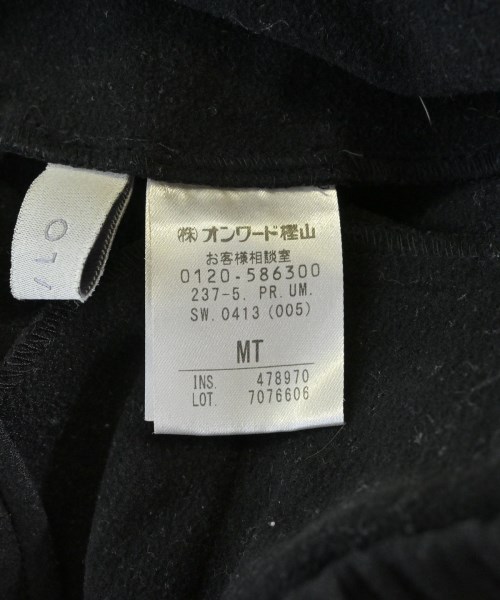 ㈱オンワード樫山
お客様相談室
0120-586300
237-5. PR. UM.
SW. 0413 (005)
MT
INS. 478970
LOT. 7076606